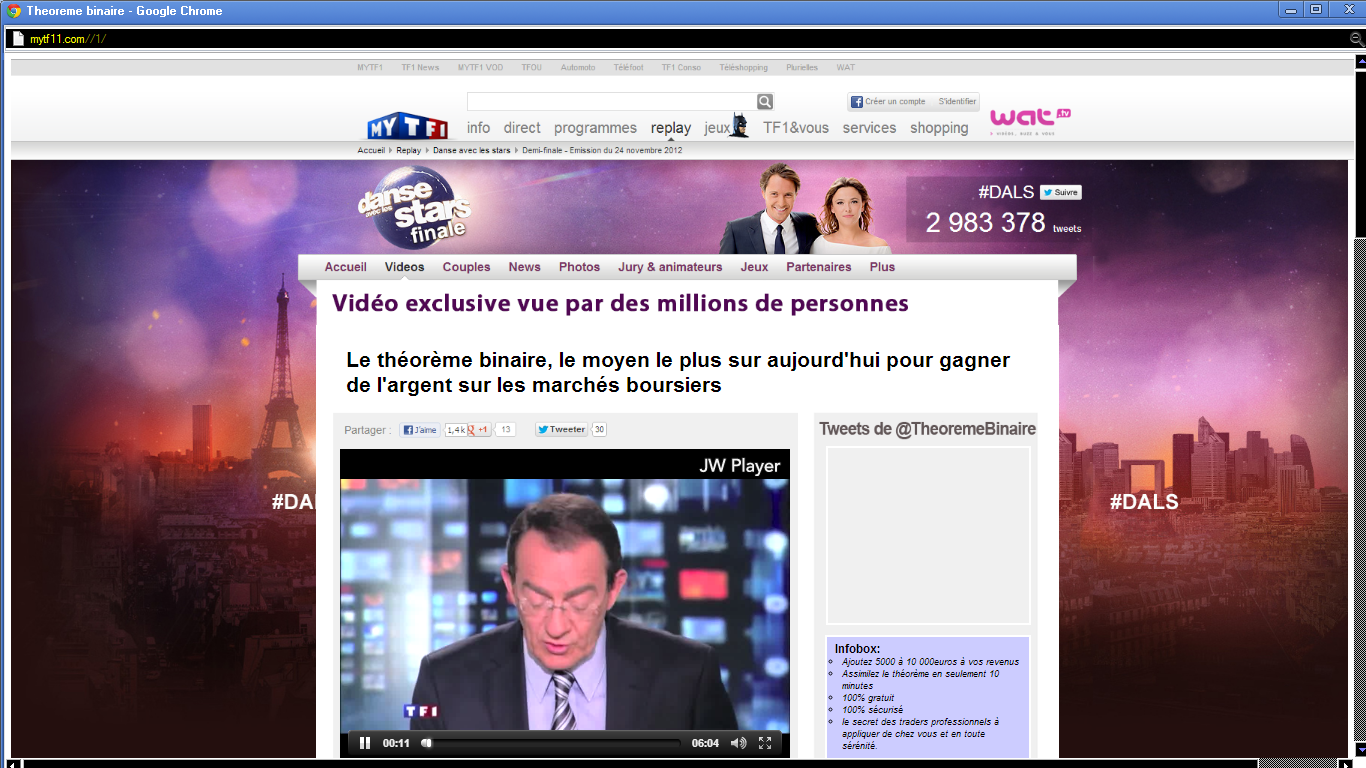 Theoreme binaire - Google Chrome
mytf11.com//1/
MYTF1 TF1 News MYTF1 VOD TFOU Automoto Téléfoot TF1 Conso Téléshopping Plurielles WAT
Créer un compte S'identifier
MYTF1 info direct programmes replay jeux TF1&vous services shopping
wat.tv
Accueil Replay Danse avec les stars Demi-finale - Emission du 24 novembre 2012
danse
avec les
stars
finale
#DALS Suivre
2 983 378 tweets
Accueil Videos Couples News Photos Jury & animateurs Jeux Partenaires Plus
Vidéo exclusive vue par des millions de personnes
Le théorème binaire, le moyen le plus sur aujourd'hui pour gagner
de l'argent sur les marchés boursiers
Partager : J'aime 1,4k +1 13 Tweeter 30
JW Player
TF1
00:11 06:04
Tweets de @TheoremeBinaire
Infobox:
Ajoutez 5000 à 10 000euros à vos revenus
Assimilez le théorème en seulement 10
minutes
100% gratuit
100% sécurisé
le secret des traders professionnels à
appliquer de chez vous et en toute
sérénité.
#DALS
#DALS